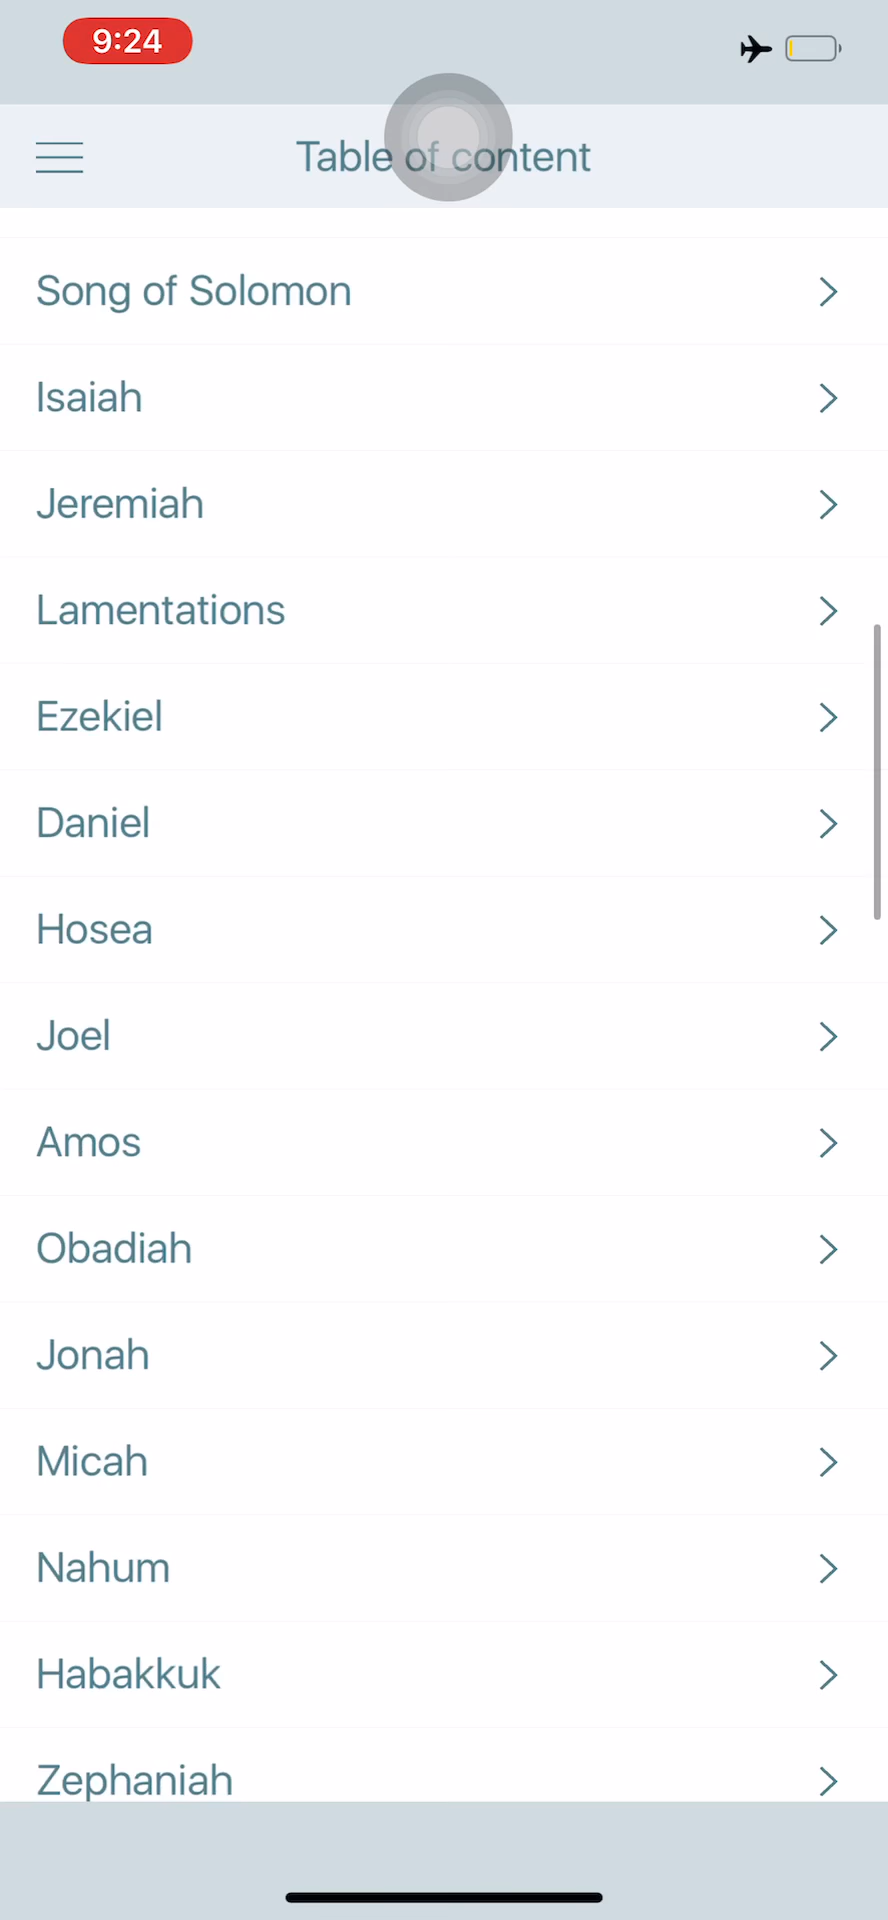 9:24
Table of content
Song of Solomon
Isaiah
Jeremiah
Lamentations
Ezekiel
Daniel
Hosea
Joel
Amos
Obadiah
Jonah
Micah
Nahum
Habakkuk
Zephaniah